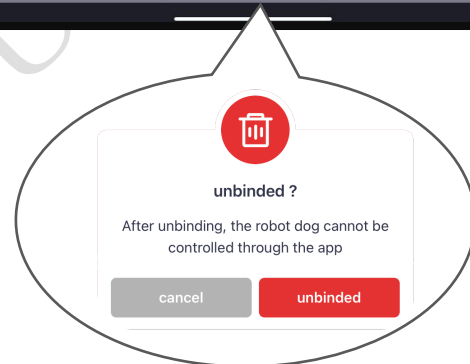 unbinded ?
After unbinding, the robot dog cannot be
controlled through the app
cancel
unbinded